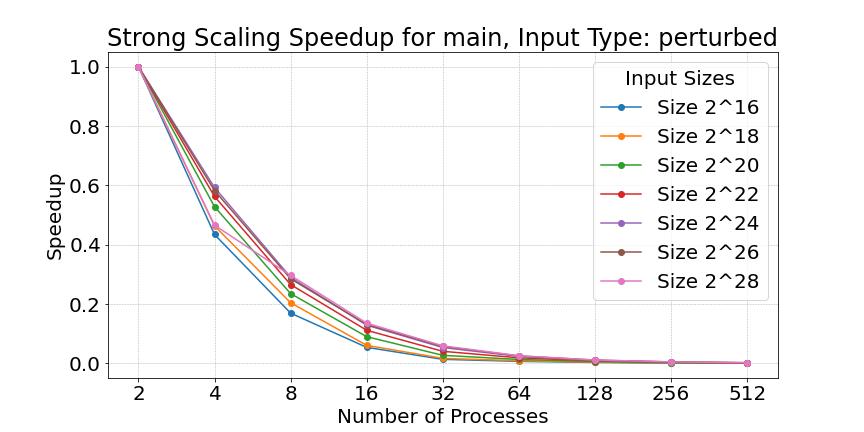 Strong Scaling Speedup for main, Input Type: perturbed
Speedup
1.0
0.8
0.6
0.4
0.2
0.0
Input Sizes
Size 2^16
Size 2^18
Size 2^20
Size 2^22
Size 2^24
Size 2^26
Size 2^28
2 4 8 16 32 64 128 256 512
Number of Processes